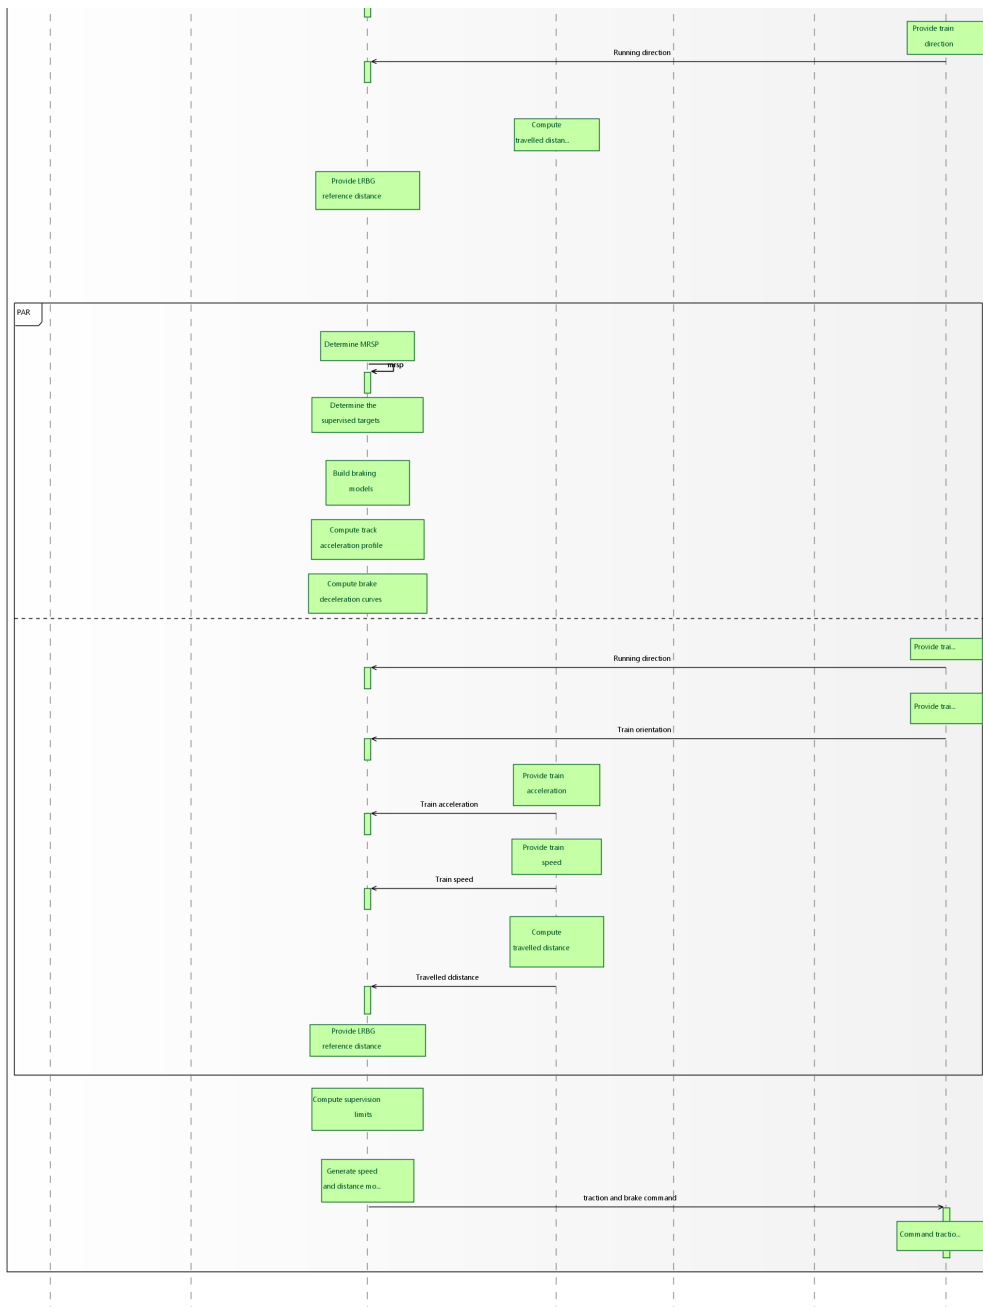 Provide train
direction
Running direction
Compute
travelled distan...
Provide LRBG
reference distance
PAR
Determine MRSP
mrsp
Determine the
supervised targets
Build braking
models
Compute track
acceleration profile
Compute brake
deceleration curves
Provide trai...
Running direction
Provide trai...
Train orientation
Provide train
acceleration
Train acceleration
Provide train
speed
Train speed
Compute
travelled distance
Travelled ddistance
Provide LRBG
reference distance
Compute supervision
limits
Generate speed
and distance mo...
traction and brake command
Command tractio...